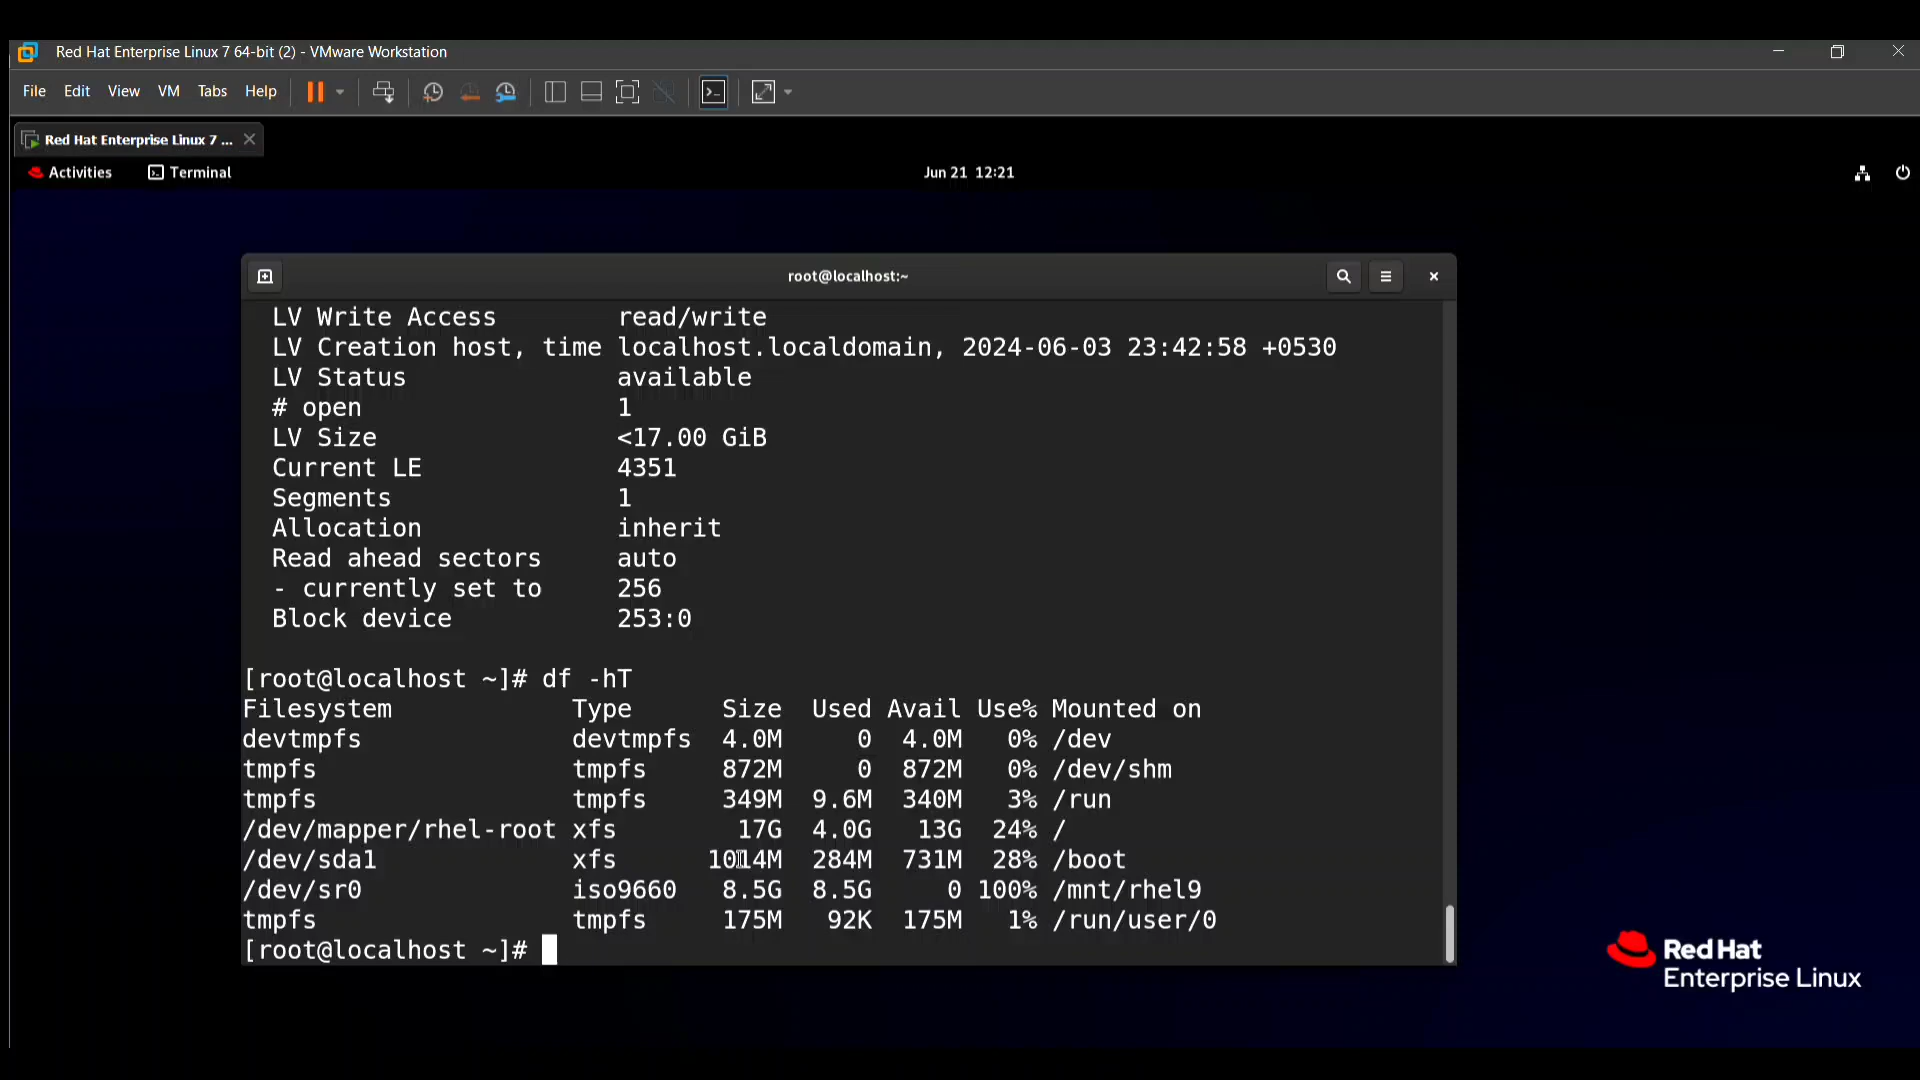 Red Hat Enterprise Linux 7 64-bit (2) - VMware Workstation
File Edit View VM Tabs Help
Red Hat Enterprise Linux 7 ...
Activities Terminal Jun 21 12:21
root@localhost:~
LV Write Access read/write
LV Creation host, time localhost.localdomain, 2024-06-03 23:42:58 +0530
LV Status available
# open 1
LV Size <17.00 GiB
Current LE 4351
Segments 1
Allocation inherit
Read ahead sectors auto
- currently set to 256
Block device 253:0
[root@localhost ~]# df -hT
Filesystem Type Size Used Avail Use% Mounted on
devtmpfs devtmpfs 4.0M 0 4.0M 0% /dev
tmpfs tmpfs 872M 0 872M 0% /dev/shm
tmpfs tmpfs 349M 9.6M 340M 3% /run
/dev/mapper/rhel-root xfs 17G 4.0G 13G 24% /
/dev/sda1 xfs 1014M 284M 731M 28% /boot
/dev/sr0 iso9660 8.5G 8.5G 0 100% /mnt/rhel9
tmpfs tmpfs 175M 92K 175M 1% /run/user/0
[root@localhost ~]#
Red Hat
Enterprise Linux